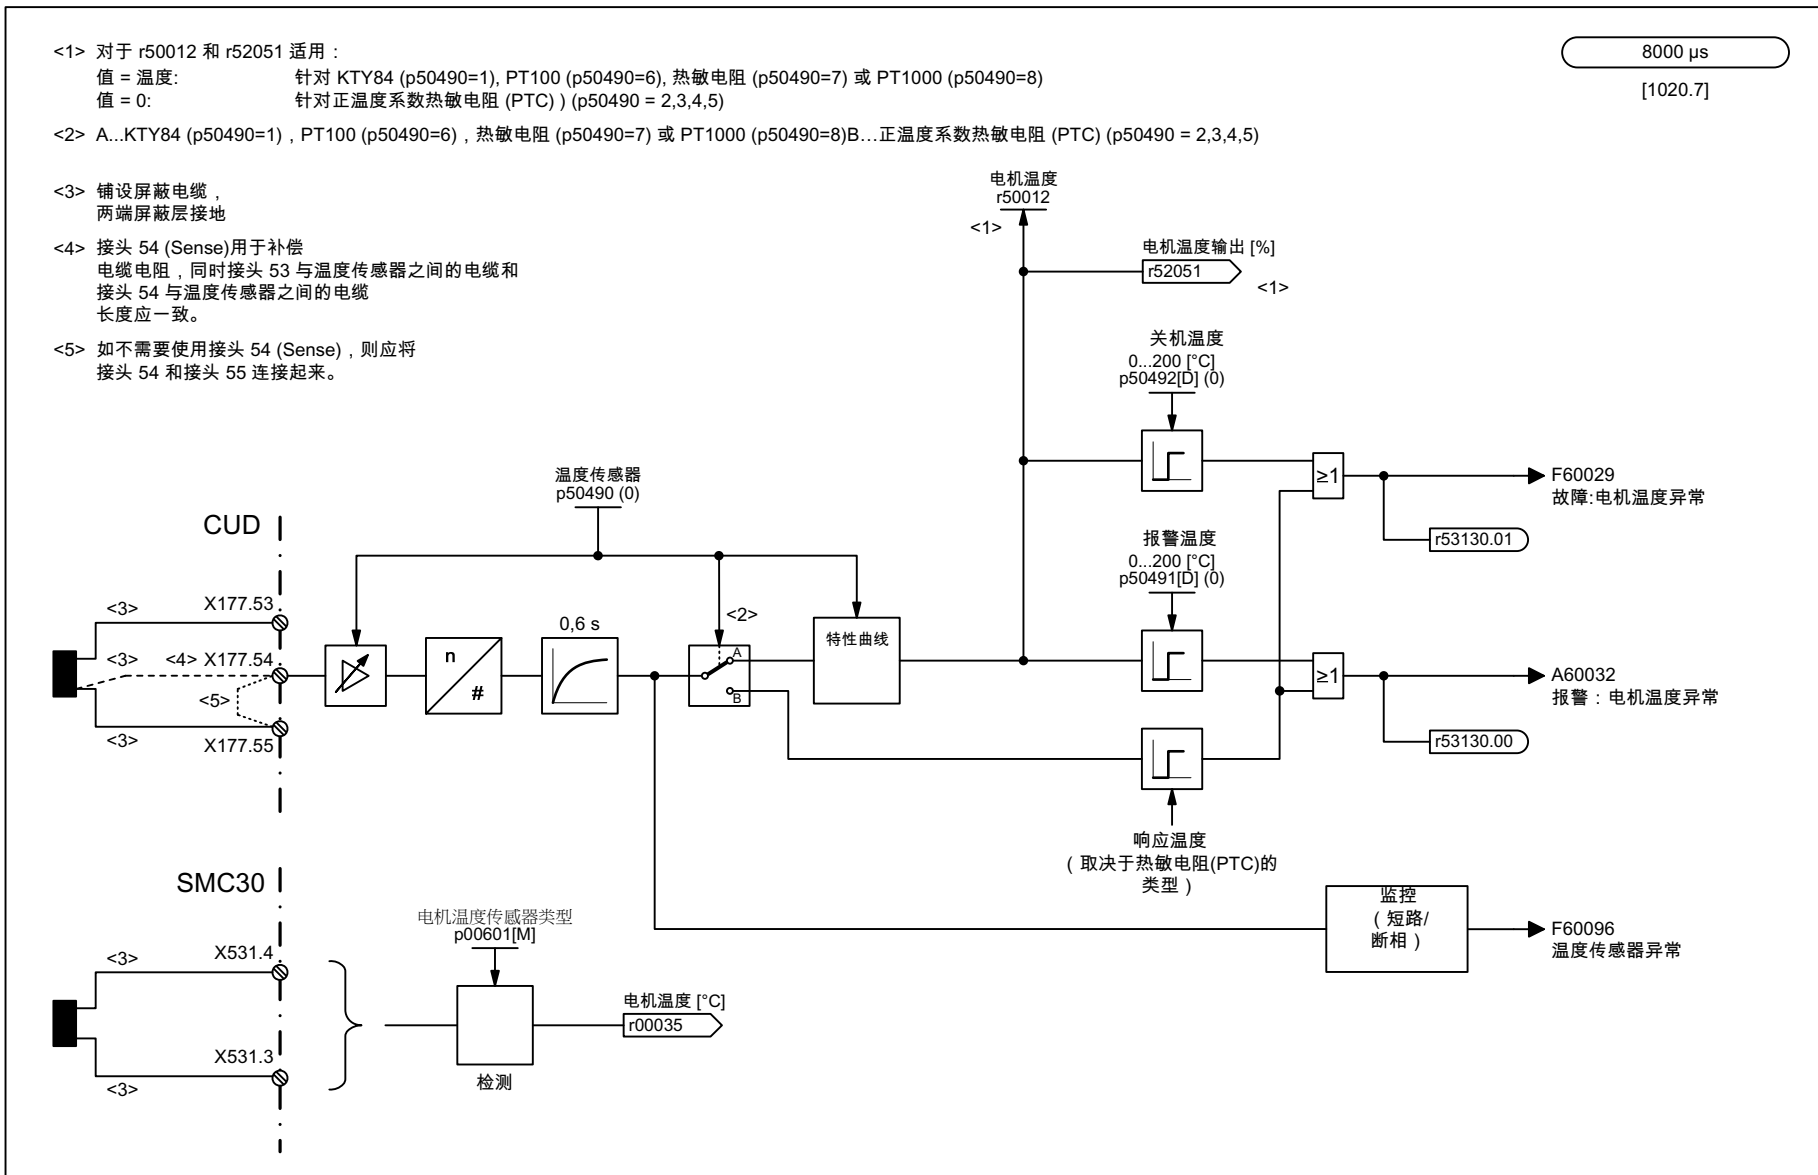 <1> 对于 r50012 和 r52051 适用：
值 = 温度: 针对 KTY84 (p50490=1), PT100 (p50490=6), 热敏电阻 (p50490=7) 或 PT1000 (p50490=8)
值 = 0: 针对正温度系数热敏电阻 (PTC) ) (p50490 = 2,3,4,5)
<2> A...KTY84 (p50490=1)，PT100 (p50490=6)，热敏电阻 (p50490=7) 或 PT1000 (p50490=8)B…正温度系数热敏电阻 (PTC) (p50490 = 2,3,4,5)
8000 µs
[1020.7]
<3> 铺设屏蔽电缆，
两端屏蔽层接地
<4> 接头 54 (Sense)用于补偿
电缆电阻，同时接头 53 与温度传感器之间的电缆和
接头 54 与温度传感器之间的电缆
长度应一致。
<5> 如不需要使用接头 54 (Sense)，则应将
接头 54 和接头 55 连接起来。
电机温度
r50012
<1>
电机温度输出 [%]
r52051
<1>
关机温度
0...200 [°C]
p50492[D] (0)
≥1
F60029
故障:电机温度异常
r53130.01
温度传感器
p50490 (0)
报警温度
0...200 [°C]
p50491[D] (0)
CUD
<3>
X177.53
<3>
<4>
X177.54
<5>
<3>
X177.55
n
#
0,6 s
<2>
A
B
特性曲线
≥1
A60032
报警：电机温度异常
r53130.00
响应温度
（取决于热敏电阻(PTC)的
类型）
SMC30
<3>
X531.4
X531.3
<3>
电机温度传感器类型
p00601[M]
检测
电机温度 [°C]
r00035
监控
（短路/
断相）
F60096
温度传感器异常